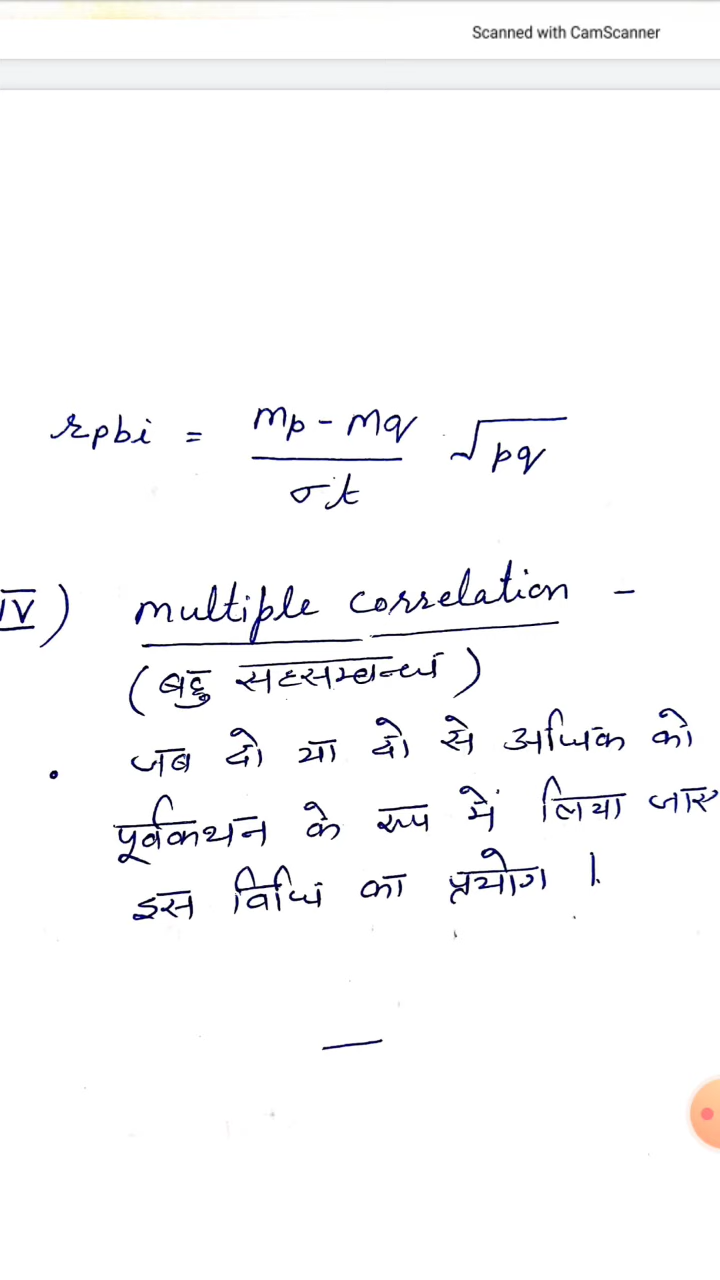 Scanned with CamScanner
rpbi = mp - mq / σt √pq
IV) multiple correlation -
(बहु सहसम्बन्ध)
• जब दो या दो से अधिक को
पूर्वकथन के रूप में लिया जाए
इस विधि का प्रयोग ।